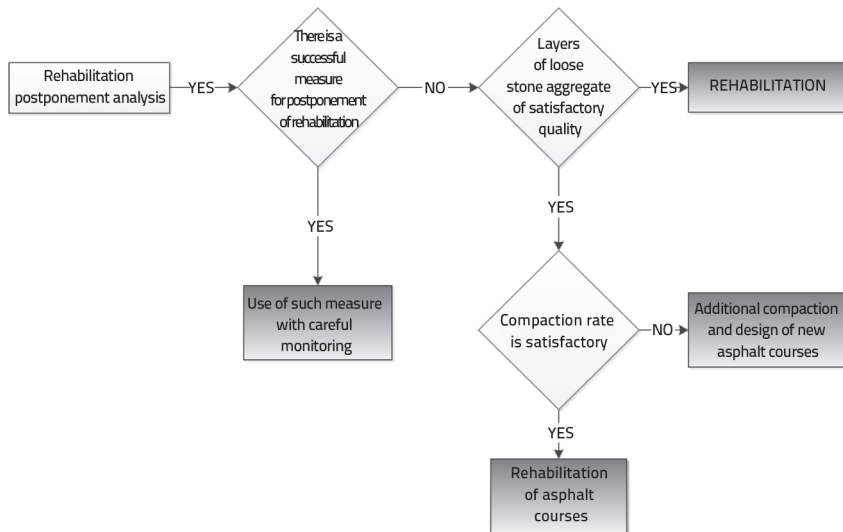 Rehabilitation
postponement analysis
YES
There is a
successful
measure
for postponement
of rehabilitation
NO
Layers
of loose
stone aggregate
of satisfactory
quality
YES
REHABILITATION
YES
YES
Use of such measure
with careful
monitoring
Compaction rate
is satisfactory
NO
Additional compaction
and design of new
asphalt courses
YES
Rehabilitation
of asphalt
courses